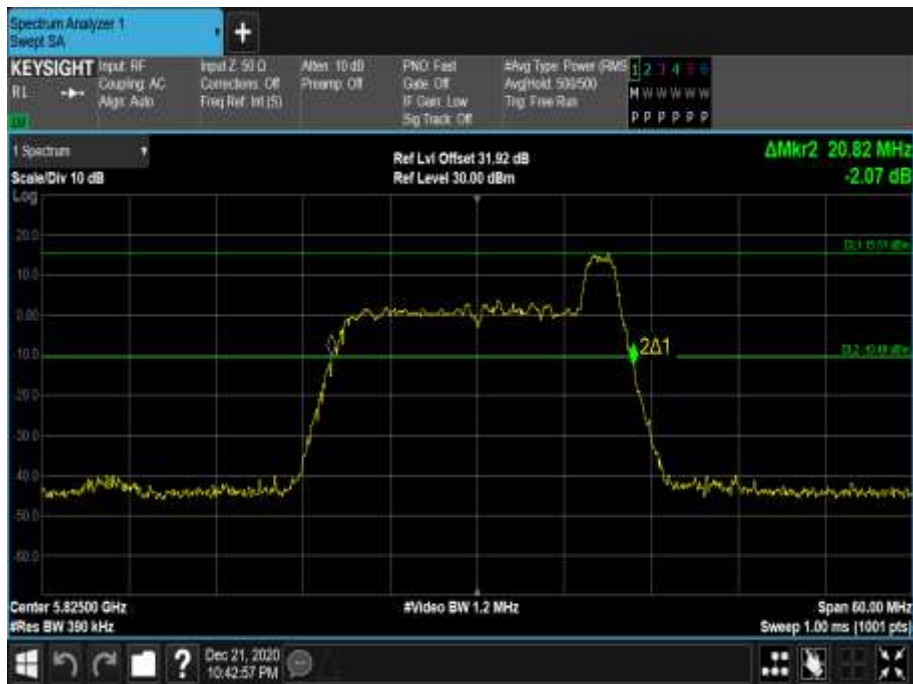 Spectrum Analyzer 1
Swept SA
+
KEYSIGHT Input: RF Input Z: 50 Ω Atten: 10 dB PNO: Fast #Avg Type: Power (RMS 1 2 3 4 5 6
RL Coupling: AC Corrections: Off Preamp: Off Gate: Off Avg|Hold: 500/500 M W W W W W
Align: Auto Freq Ref: Int (S) IF Gain: Low Trig: Free Run
Sig Track: Off P P P P P P
1 Spectrum Ref Lvl Offset 31.92 dB ΔMkr2 20.82 MHz
Scale/Div 10 dB Ref Level 30.00 dBm -2.07 dB
Log
20.0
10.0
0.00
-10.0
-20.0
-30.0
-40.0
-50.0
-60.0
2Δ1
Center 5.82500 GHz #Video BW 1.2 MHz Span 60.00 MHz
#Res BW 390 kHz Sweep 1.00 ms (1001 pts)
? Dec 21, 2020
10:42:57 PM